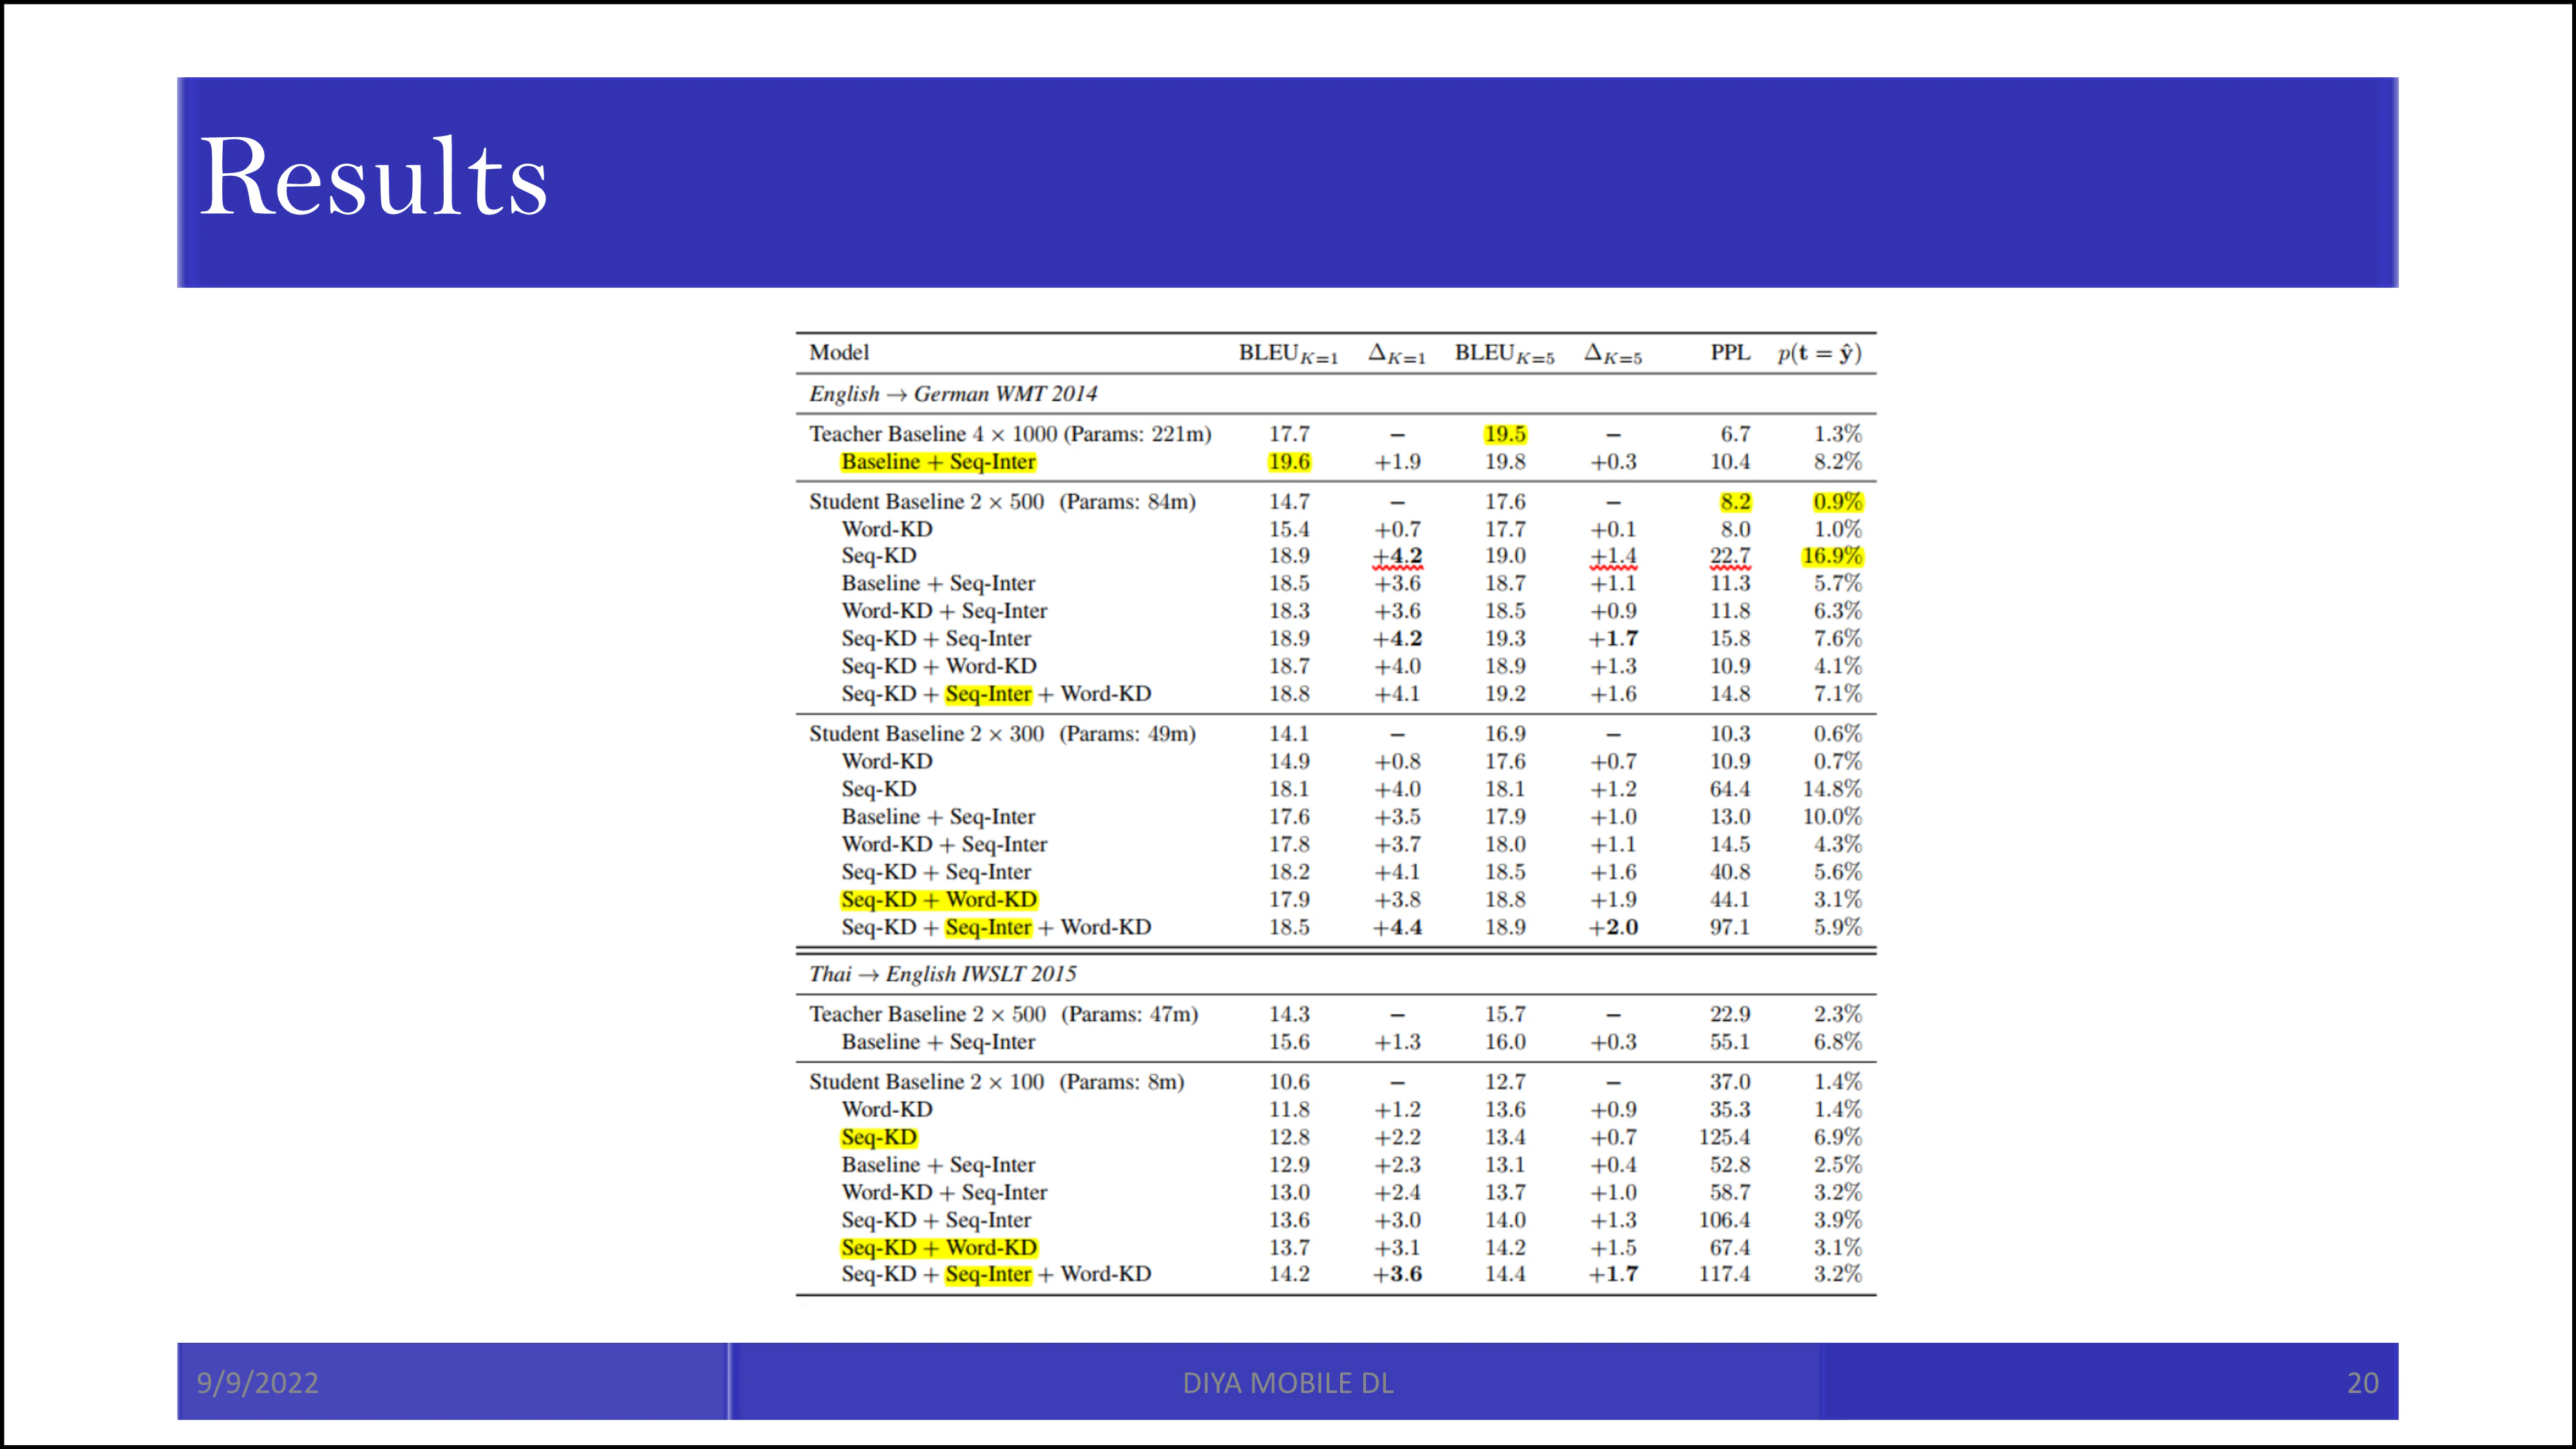 Results
Model BLEU K=1 Δ K=1 BLEU K=5 Δ K=5 PPL p(t = ŷ)
English → German WMT 2014
Teacher Baseline 4 × 1000 (Params: 221m) 17.7 – 19.5 – 6.7 1.3%
Baseline + Seq-Inter 19.6 +1.9 19.8 +0.3 10.4 8.2%
Student Baseline 2 × 500 (Params: 84m) 14.7 – 17.6 – 8.2 0.9%
Word-KD 15.4 +0.7 17.7 +0.1 8.0 1.0%
Seq-KD 18.9 +4.2 19.0 +1.4 22.7 16.9%
Baseline + Seq-Inter 18.5 +3.6 18.7 +1.1 11.3 5.7%
Word-KD + Seq-Inter 18.3 +3.6 18.5 +0.9 11.8 6.3%
Seq-KD + Seq-Inter 18.9 +4.2 19.3 +1.7 15.8 7.6%
Seq-KD + Word-KD 18.7 +4.0 18.9 +1.3 10.9 4.1%
Seq-KD + Seq-Inter + Word-KD 18.8 +4.1 19.2 +1.6 14.8 7.1%
Student Baseline 2 × 300 (Params: 49m) 14.1 – 16.9 – 10.3 0.6%
Word-KD 14.9 +0.8 17.6 +0.7 10.9 0.7%
Seq-KD 18.1 +4.0 18.1 +1.2 64.4 14.8%
Baseline + Seq-Inter 17.6 +3.5 17.9 +1.0 13.0 10.0%
Word-KD + Seq-Inter 17.8 +3.7 18.0 +1.1 14.5 4.3%
Seq-KD + Seq-Inter 18.2 +4.1 18.5 +1.6 40.8 5.6%
Seq-KD + Word-KD 17.9 +3.8 18.8 +1.9 44.1 3.1%
Seq-KD + Seq-Inter + Word-KD 18.5 +4.4 18.9 +2.0 97.1 5.9%
Thai → English IWSLT 2015
Teacher Baseline 2 × 500 (Params: 47m) 14.3 – 15.7 – 22.9 2.3%
Baseline + Seq-Inter 15.6 +1.3 16.0 +0.3 55.1 6.8%
Student Baseline 2 × 100 (Params: 8m) 10.6 – 12.7 – 37.0 1.4%
Word-KD 11.8 +1.2 13.6 +0.9 35.3 1.4%
Seq-KD 12.8 +2.2 13.4 +0.7 125.4 6.9%
Baseline + Seq-Inter 12.9 +2.3 13.1 +0.4 52.8 2.5%
Word-KD + Seq-Inter 13.0 +2.4 13.7 +1.0 58.7 3.2%
Seq-KD + Seq-Inter 13.6 +3.0 14.0 +1.3 106.4 3.9%
Seq-KD + Word-KD 13.7 +3.1 14.2 +1.5 67.4 3.1%
Seq-KD + Seq-Inter + Word-KD 14.2 +3.6 14.4 +1.7 117.4 3.2%
9/9/2022 DIYA MOBILE DL 20